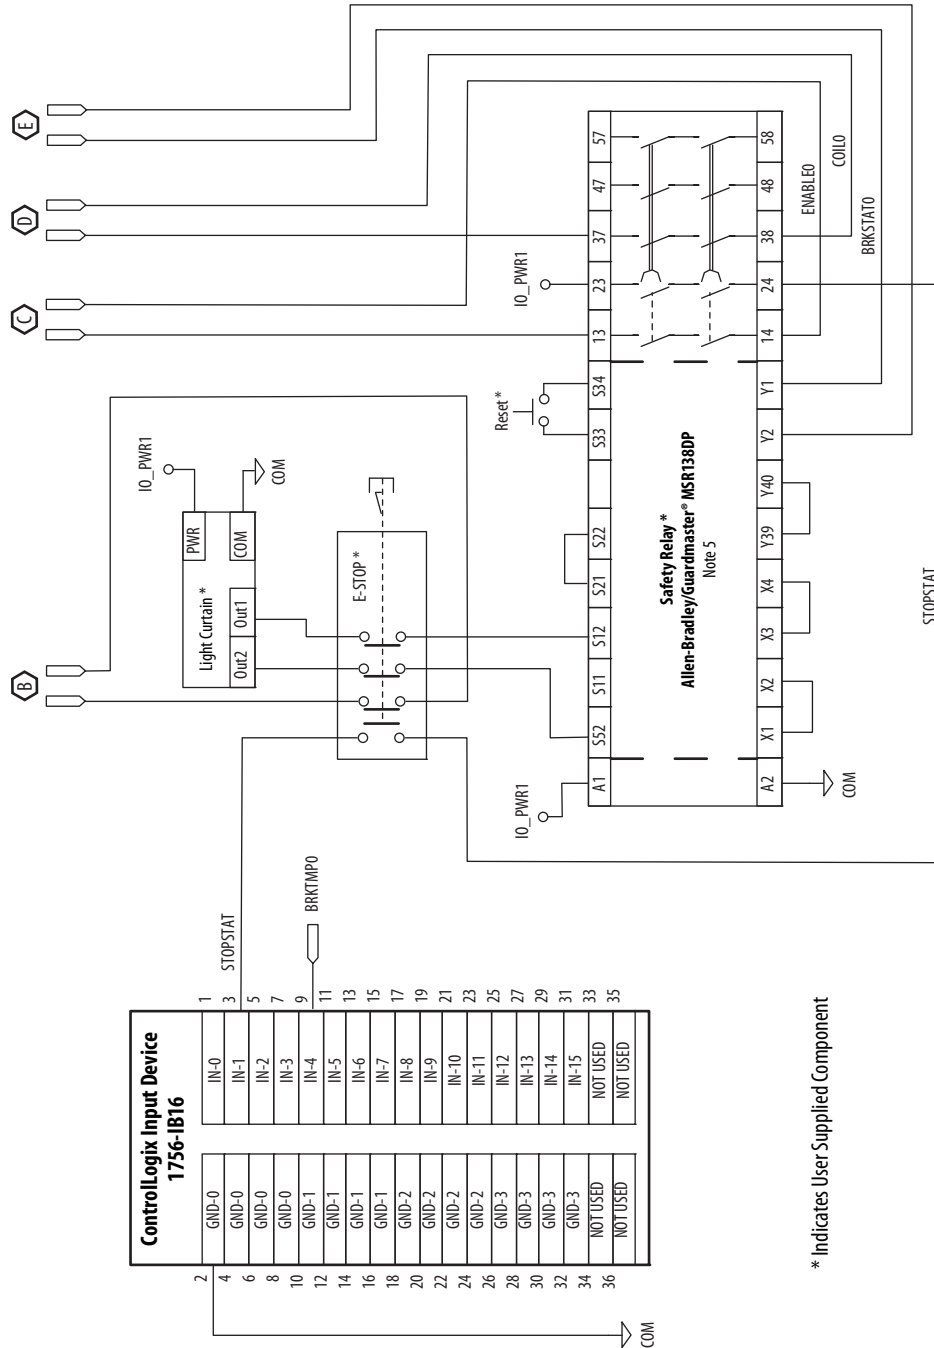 E
D
C
B
IO_PWR1
COM
PWR
COM
Light Curtain *
Out2
Out1
E-STOP *
Reset *
IO_PWR1
IO_PWR1
A1
S52
S11
S12
S21
S22
S33
S34
13
23
37
47
57
Safety Relay *
Allen-Bradley/Guardmaster® MSR138DP
Note 5
A2
X1
X2
X3
X4
Y39
Y40
Y2
Y1
14
24
38
48
58
COM
ENABLE0
COIL0
BRKSTAT0
STOPSTAT
STOPSTAT
BRKTMP0
ControlLogix Input Device
1756-IB16
2 GND-0 IN-0 1
4 GND-0 IN-1 3
6 GND-0 IN-2 5
8 GND-0 IN-3 7
10 GND-1 IN-4 9
12 GND-1 IN-5 11
14 GND-1 IN-6 13
16 GND-1 IN-7 15
18 GND-2 IN-8 17
20 GND-2 IN-9 19
22 GND-2 IN-10 21
24 GND-2 IN-11 23
26 GND-3 IN-12 25
28 GND-3 IN-13 27
30 GND-3 IN-14 29
32 GND-3 IN-15 31
34 NOT USED NOT USED 33
36 NOT USED NOT USED 35
COM
* Indicates User Supplied Component